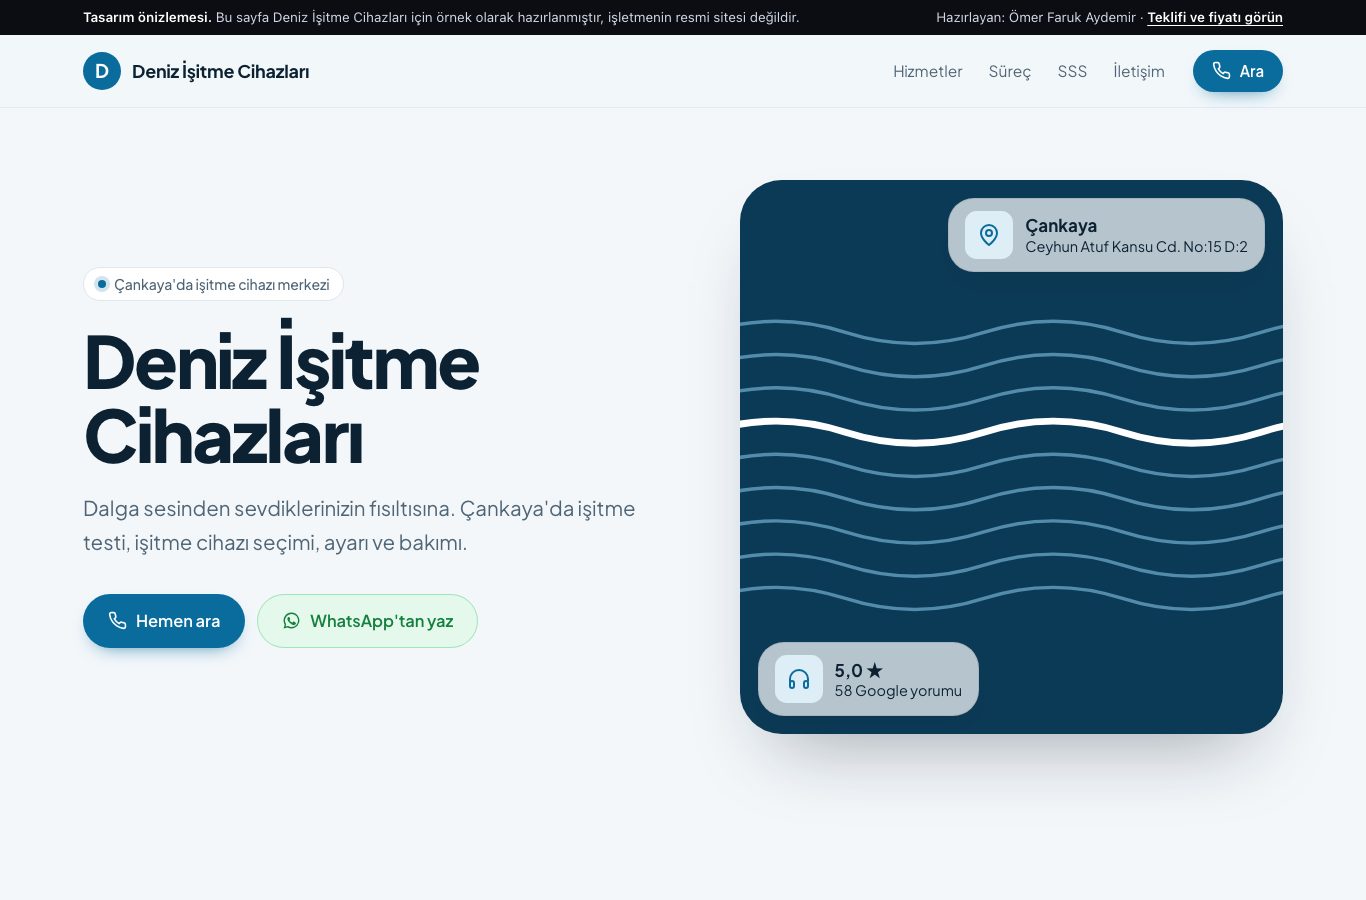 Tasarım önizlemesi. Bu sayfa Deniz İşitme Cihazları için örnek olarak hazırlanmıştır, işletmenin resmi sitesi değildir.
Hazırlayan: Ömer Faruk Aydemir · Teklifi ve fiyatı görün
D Deniz İşitme Cihazları
Hizmetler Süreç SSS İletişim Ara
Çankaya'da işitme cihazı merkezi
Deniz İşitme
Cihazları
Dalga sesinden sevdiklerinizin fısıltısına. Çankaya'da işitme
testi, işitme cihazı seçimi, ayarı ve bakımı.
Hemen ara
WhatsApp'tan yaz
Çankaya
Ceyhun Atuf Kansu Cd. No:15 D:2
5,0 ★
58 Google yorumu